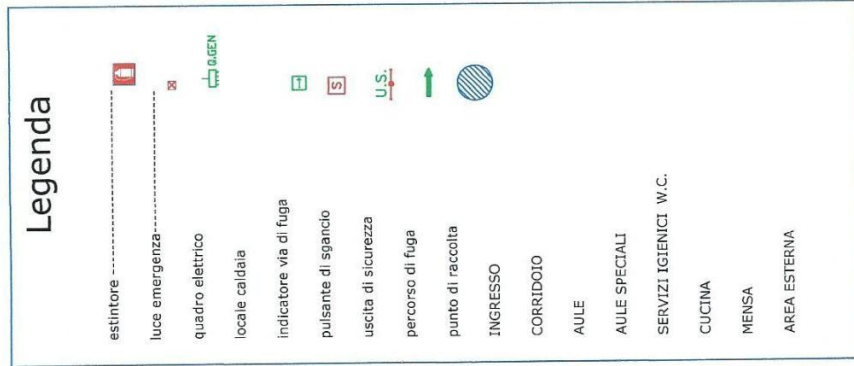 Legenda
estintore ----------------
luce emergenza-----------
quadro elettrico Q.GEN
locale caldaia
indicatore via di fuga
pulsante di sgancio S
uscita di sicurezza U.S.
percorso di fuga
punto di raccolta
INGRESSO
CORRIDOIO
AULE
AULE SPECIALI
SERVIZI IGIENICI W.C.
CUCINA
MENSA
AREA ESTERNA